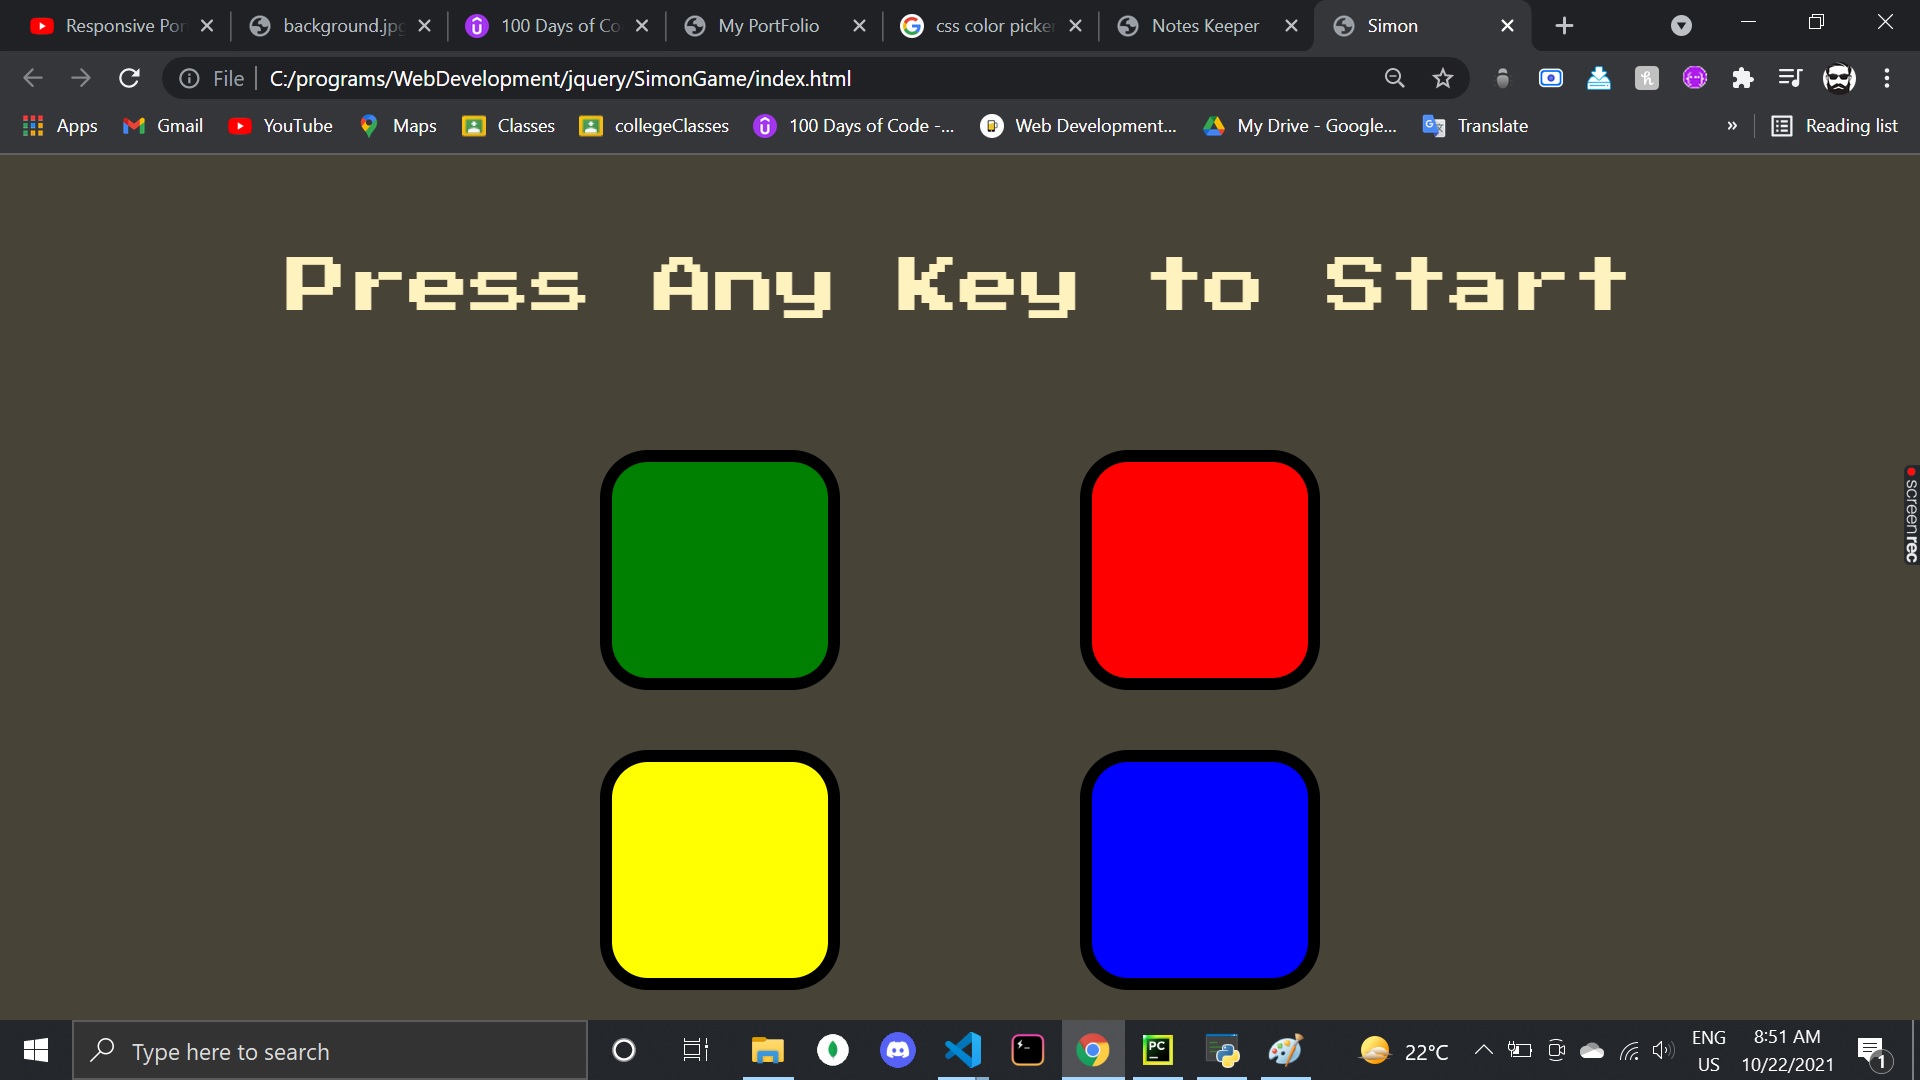 Responsive Por
background.jpg
100 Days of Co
My PortFolio
css color picker
Notes Keeper
Simon
File
C:/programs/WebDevelopment/jquery/SimonGame/index.html
Apps
Gmail
YouTube
Maps
Classes
collegeClasses
100 Days of Code -...
Web Development...
My Drive - Google...
Translate
»
Reading list
Press Any Key to Start
screenrec
Type here to search
PC
22°C
ENG
US
8:51 AM
10/22/2021
1